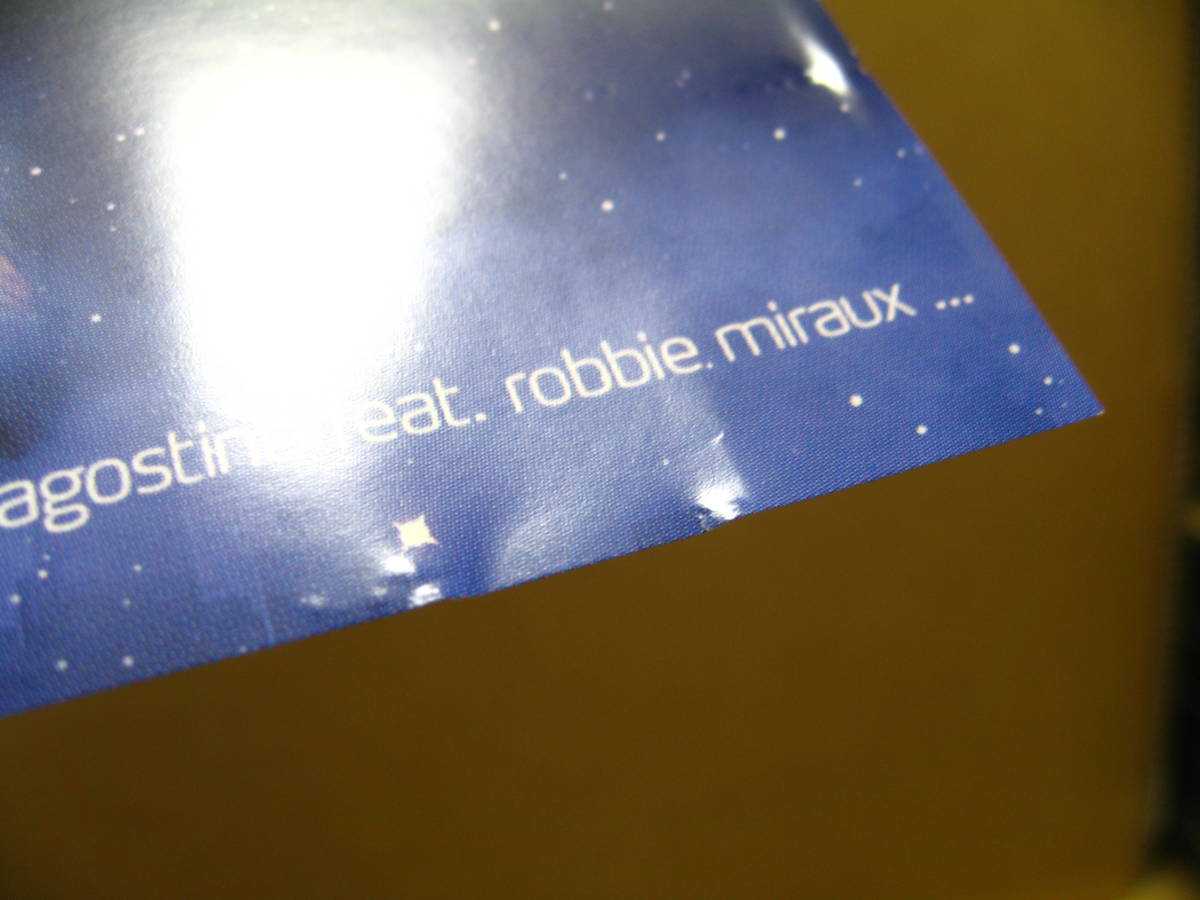 agostin feat. robbie miraux ...